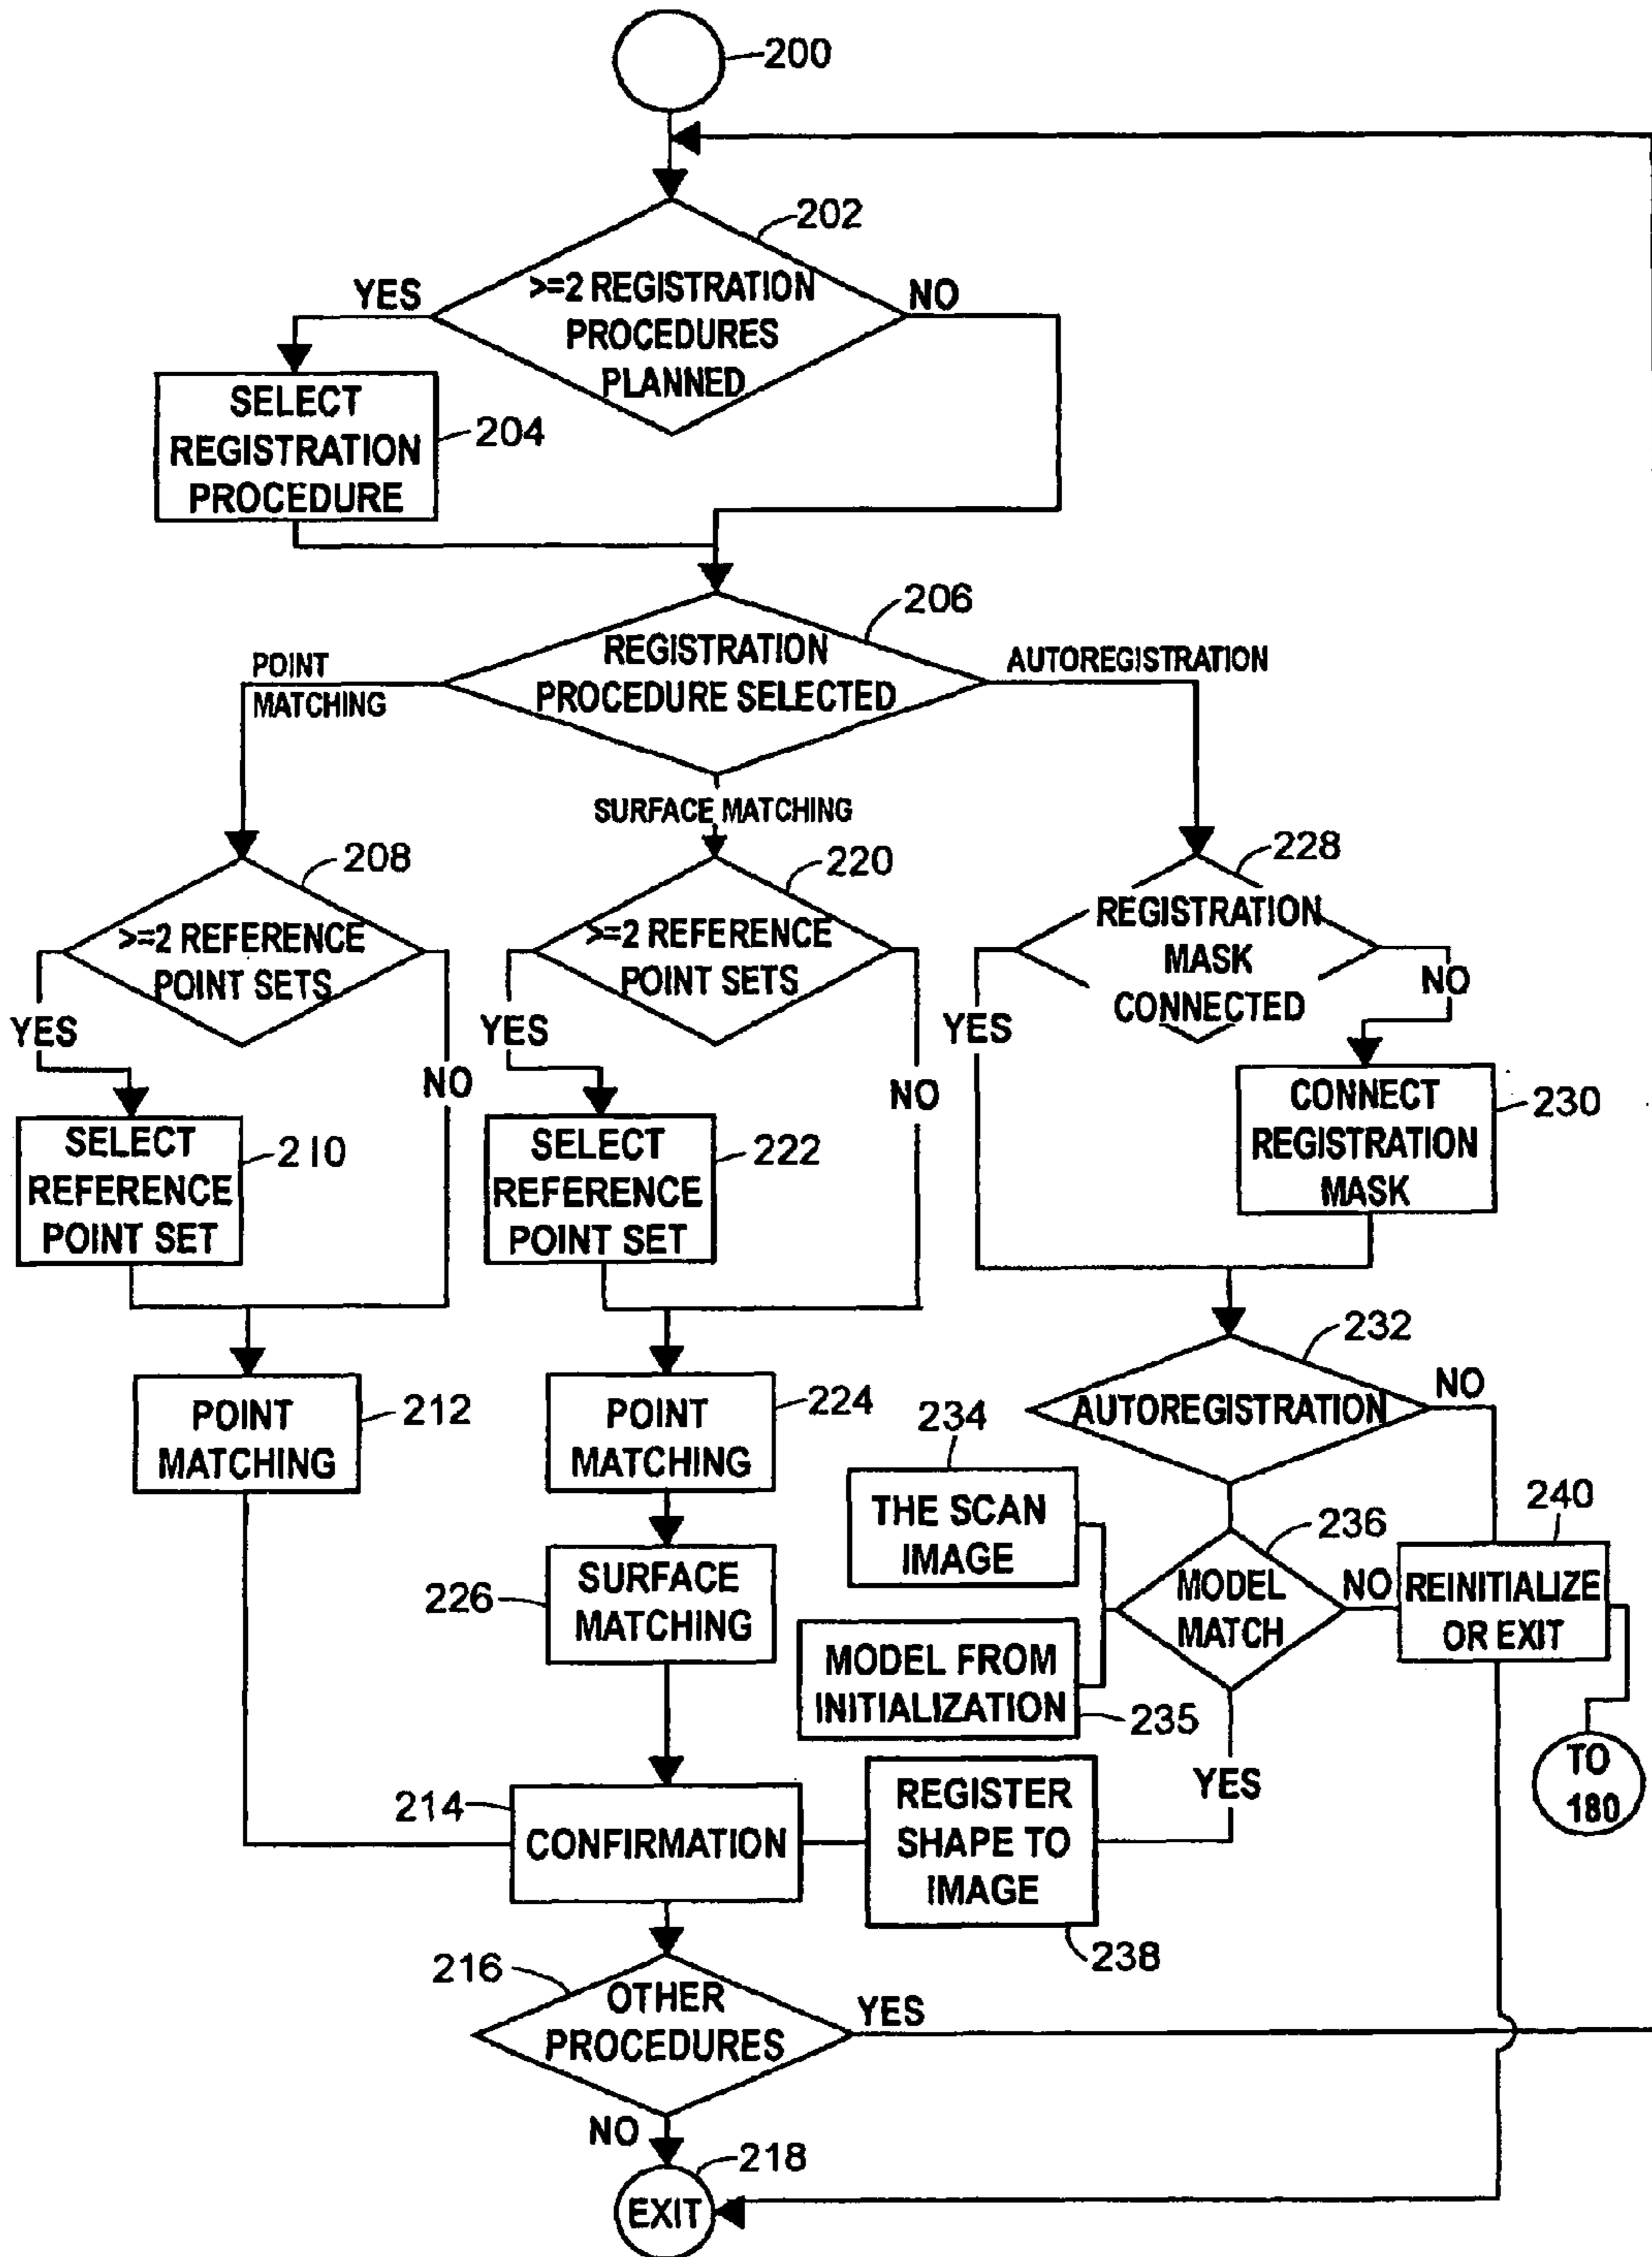 200
202
>=2 REGISTRATION
PROCEDURES
PLANNED
YES
NO
SELECT
REGISTRATION
PROCEDURE
204
206
REGISTRATION
PROCEDURE SELECTED
POINT
MATCHING
AUTOREGISTRATION
SURFACE MATCHING
208
>=2 REFERENCE
POINT SETS
YES
NO
220
>=2 REFERENCE
POINT SETS
YES
NO
228
REGISTRATION
MASK
CONNECTED
YES
NO
SELECT
REFERENCE
POINT SET
210
SELECT
REFERENCE
POINT SET
222
CONNECT
REGISTRATION
MASK
230
POINT
MATCHING
212
POINT
MATCHING
224
232
AUTOREGISTRATION
NO
234
THE SCAN
IMAGE
236
MODEL
MATCH
NO
240
REINITIALIZE
OR EXIT
226
SURFACE
MATCHING
MODEL FROM
INITIALIZATION
235
YES
TO
180
214
CONFIRMATION
REGISTER
SHAPE TO
IMAGE
238
216
OTHER
PROCEDURES
YES
NO
218
EXIT